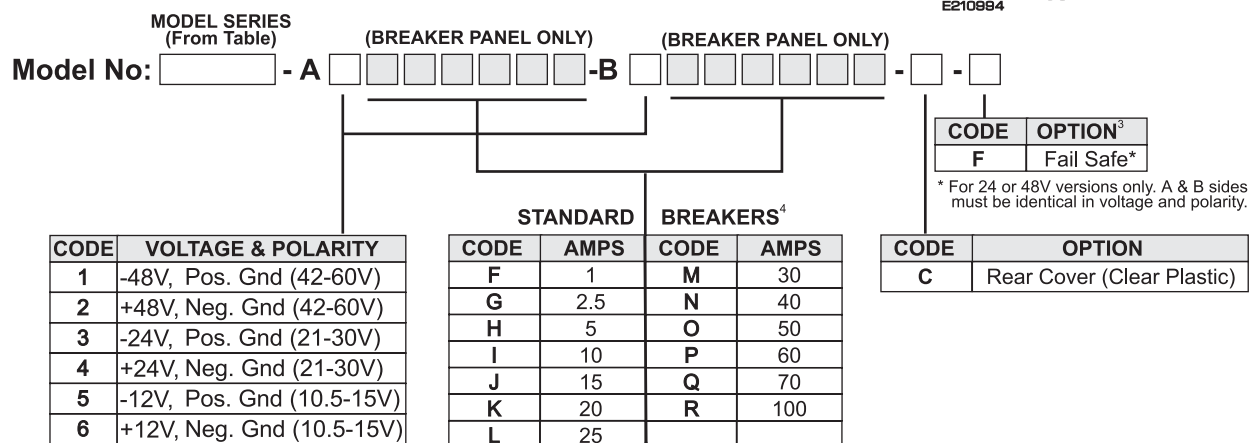 E210994
MODEL SERIES
(From Table)
(BREAKER PANEL ONLY)
(BREAKER PANEL ONLY)
Model No: - A -B - -
CODE OPTION3
F Fail Safe*
* For 24 or 48V versions only. A & B sides
must be identical in voltage and polarity.
STANDARD BREAKERS4
CODE VOLTAGE & POLARITY
1 -48V, Pos. Gnd (42-60V)
2 +48V, Neg. Gnd (42-60V)
3 -24V, Pos. Gnd (21-30V)
4 +24V, Neg. Gnd (21-30V)
5 -12V, Pos. Gnd (10.5-15V)
6 +12V, Neg. Gnd (10.5-15V)
CODE AMPS CODE AMPS
F 1 M 30
G 2.5 N 40
H 5 O 50
I 10 P 60
J 15 Q 70
K 20 R 100
L 25
CODE OPTION
C Rear Cover (Clear Plastic)